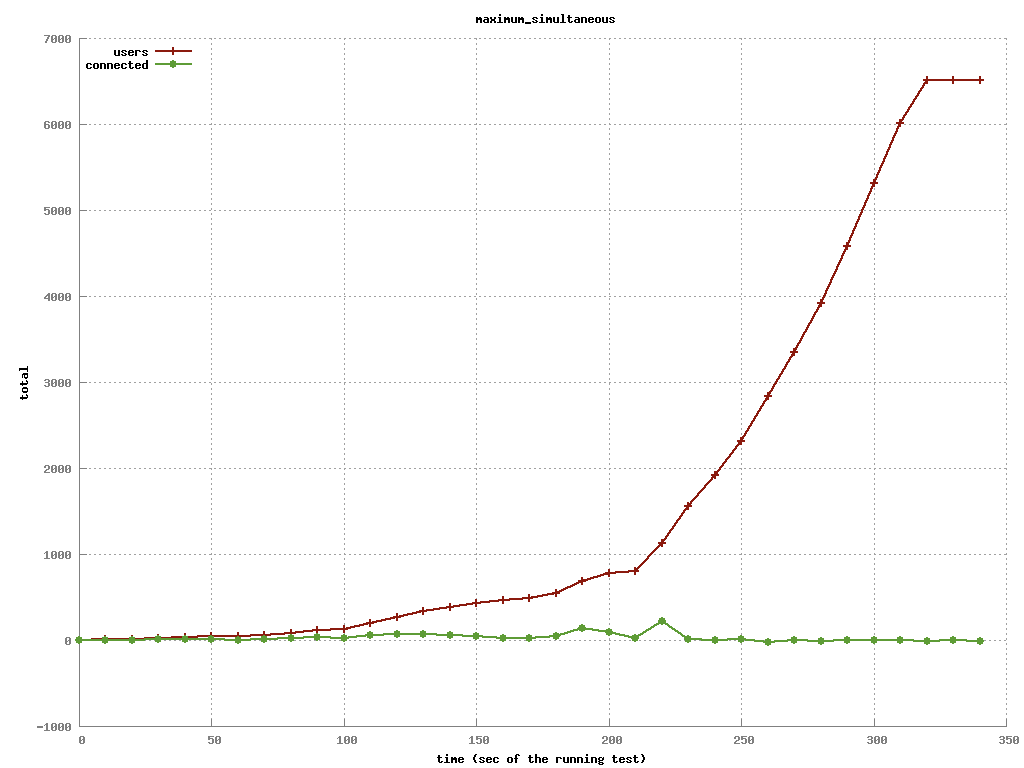 maximum_simultaneous
7000
users
connected
6000
5000
4000
3000
total
2000
1000
0
-1000
0 50 100 150 200 250 300 350
time (sec of the running test)